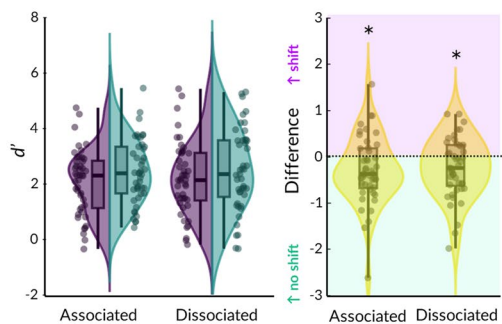 8
6
4
2
0
-2
d'
Associated
Dissociated
3
2
1
0
-1
-2
-3
Difference
↑ shift
↑ no shift
*
*
Associated
Dissociated